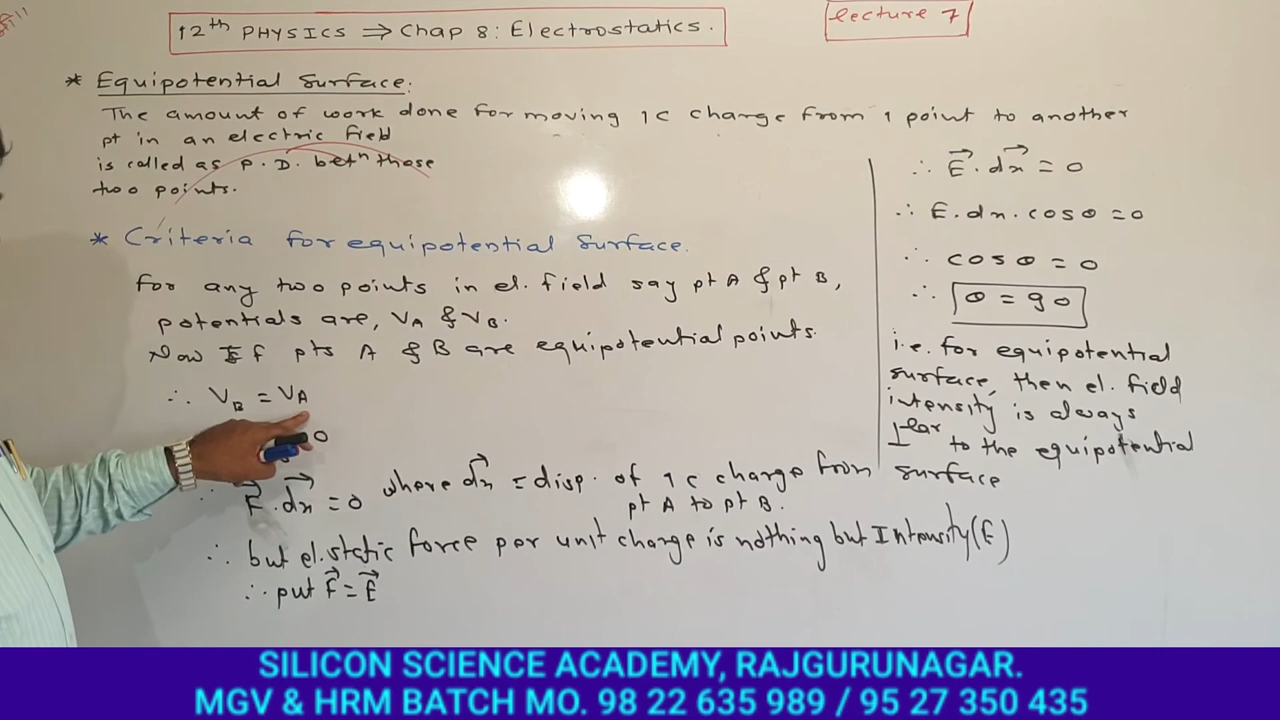 12th PHYSICS ⇒ Chap 8: Electrostatics.
lecture 7
* Equipotential Surface:
The amount of work done for moving 1c charge from 1 point to another
pt in an electric field
is called as P.D. betn those
two points.
* Criteria for equipotential surface.
For any two points in el. field say pt A & pt B,
potentials are, VA & VB.
Now If pts A & B are equipotential points.
∴ VB = VA
0
∴ F→ . dx→ = 0 where dx→ = disp. of 1c charge from
pt A to pt B.
∴ but el.static force per unit charge is nothing but Intensity(E)
∴ put F→ = E→
∴ E→ . dx→ = 0
∴ E.dx.cosθ = 0
∴ cosθ = 0
∴ θ = 90
i.e. for equipotential
surface, then el. field
intensity is always
⊥lar to the equipotential
surface
SILICON SCIENCE ACADEMY, RAJGURUNAGAR.
MGV & HRM BATCH MO. 98 22 635 989 / 95 27 350 435